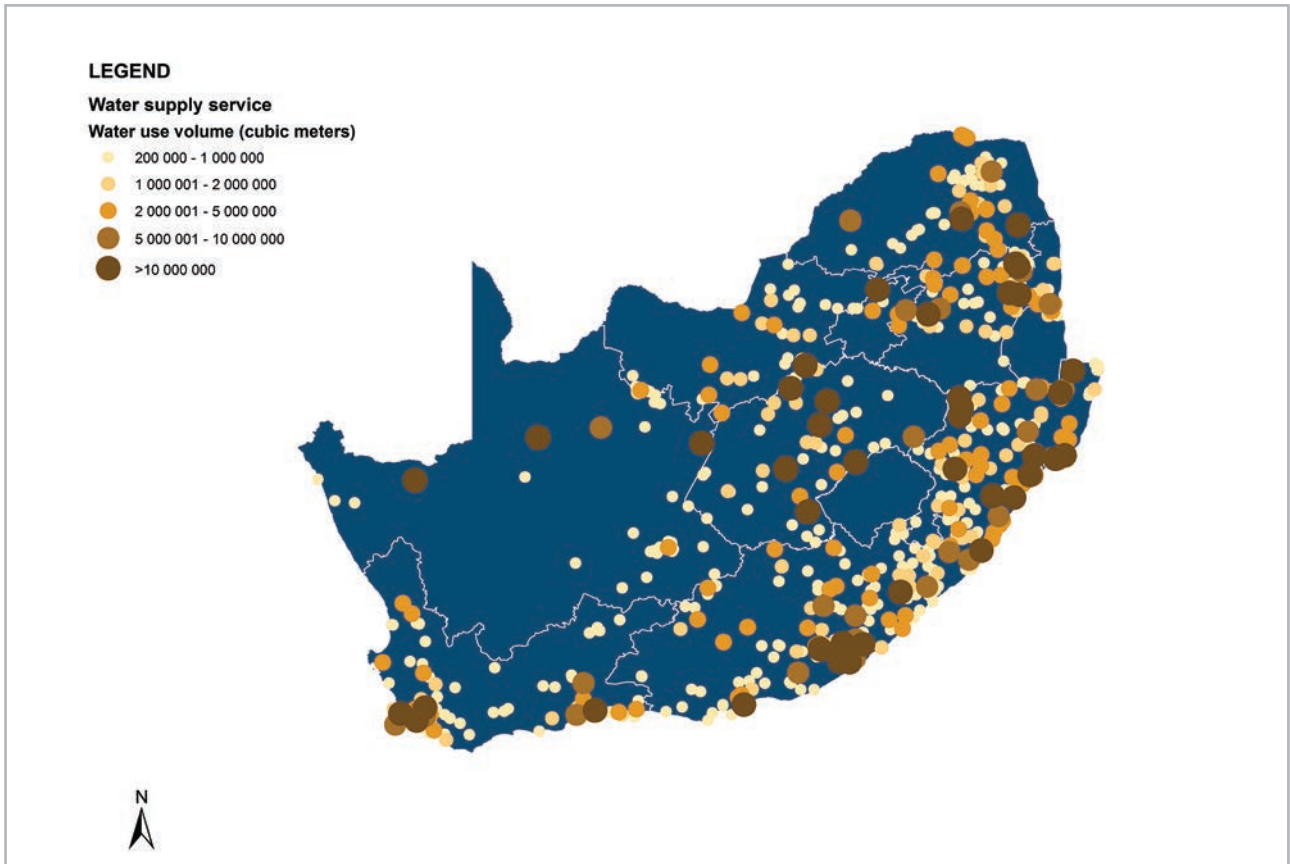 LEGEND
Water supply service
Water use volume (cubic meters)
200 000 - 1 000 000
1 000 001 - 2 000 000
2 000 001 - 5 000 000
5 000 001 - 10 000 000
>10 000 000
N